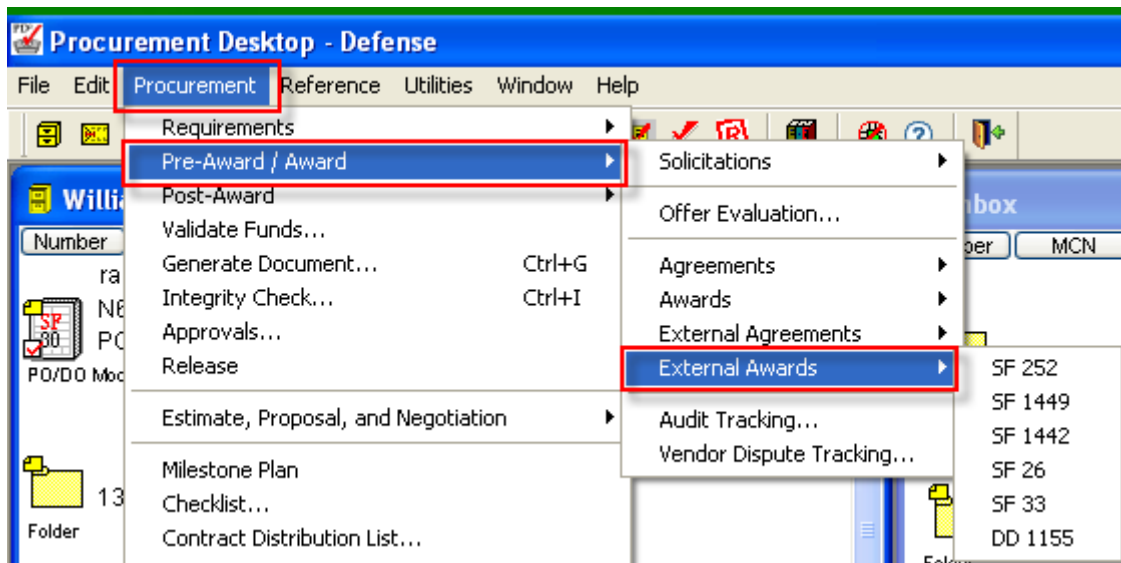 Procurement Desktop - Defense
File Edit Procurement Reference Utilities Window Help
Number
PO/DO
Folder
13
Requirements
Pre-Award / Award
Post-Award
Validate Funds...
Generate Document... Ctrl+G
Integrity Check... Ctrl+I
Approvals...
Release
Estimate, Proposal, and Negotiation
Milestone Plan
Checklist...
Contract Distribution List...
Solicitations
Offer Evaluation...
Agreements
Awards
External Agreements
External Awards
Audit Tracking...
Vendor Dispute Tracking...
MCN
SF 252
SF 1449
SF 1442
SF 26
SF 33
DD 1155